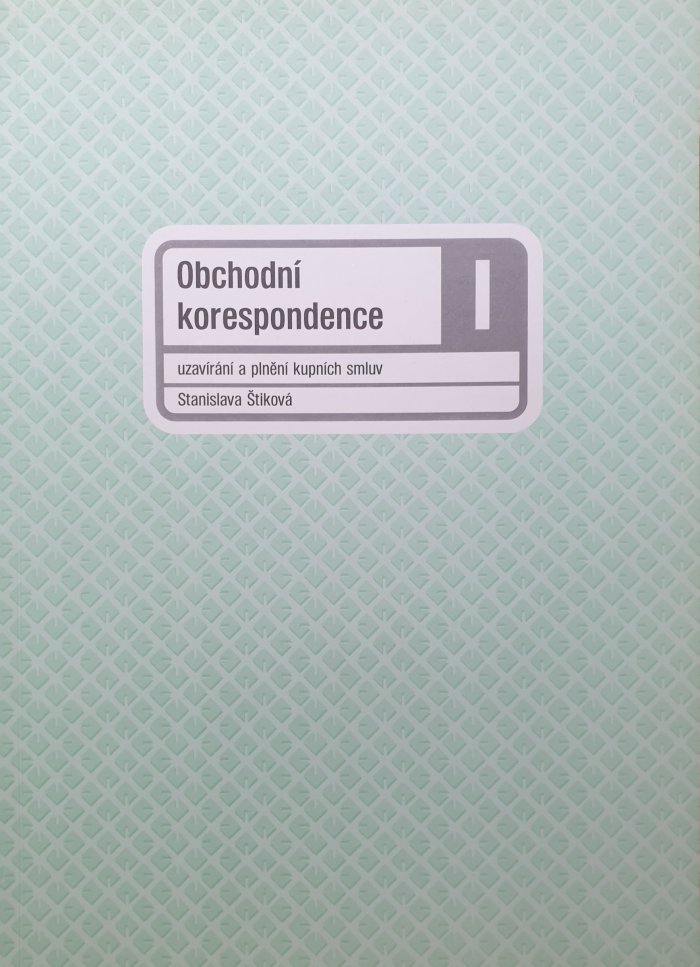 Obchodní
korespondence
I
uzavírání a plnění kupních smluv
Stanislava Štiková